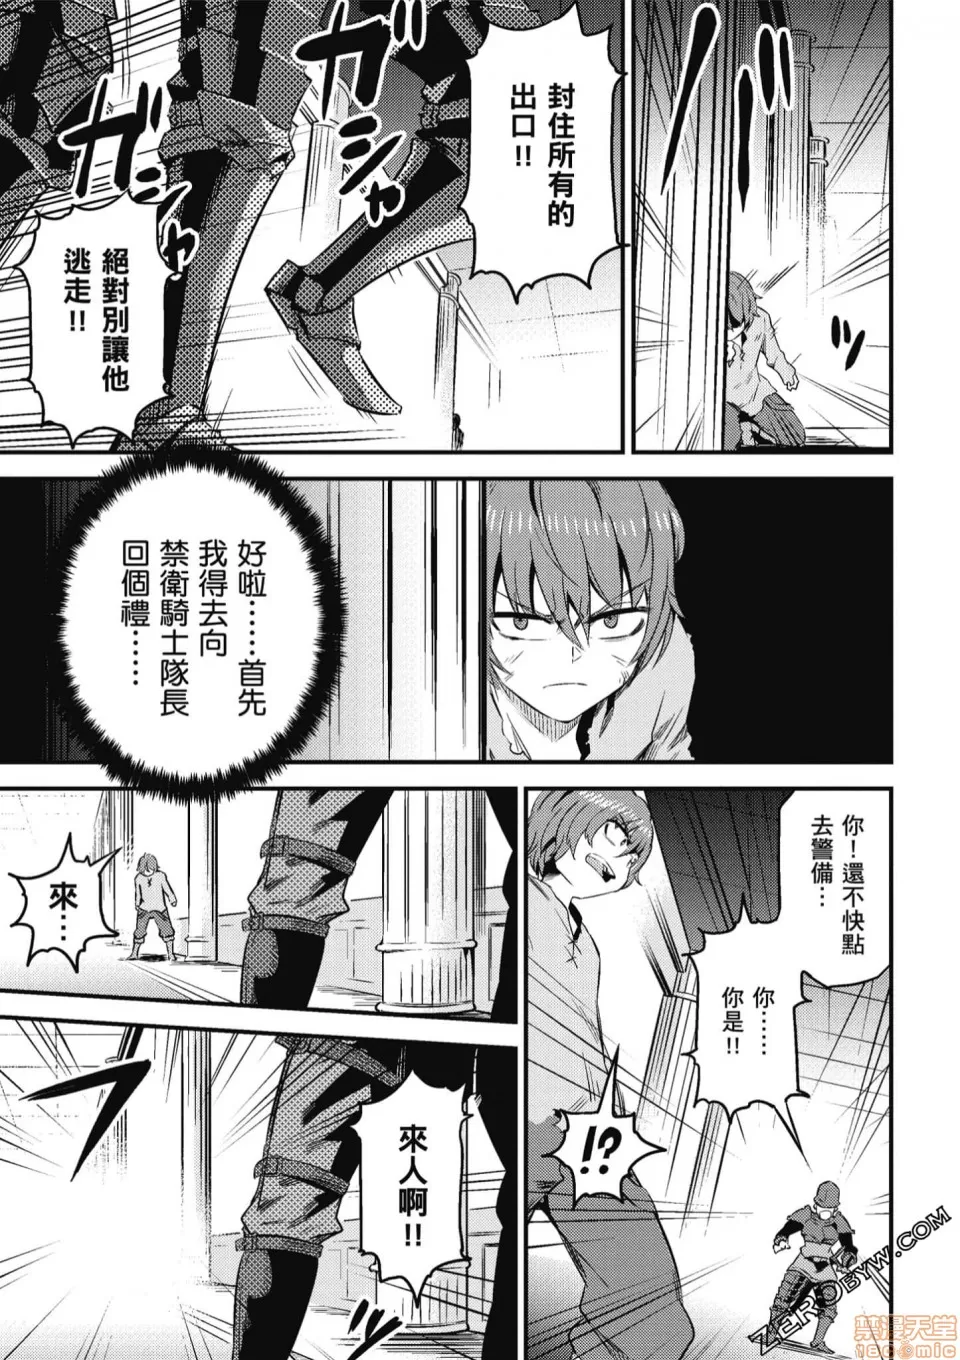 封住所有的
出口!!
ガシャ
ガシャ
絕對別讓他
逃走!!
ッ
好啦……首先
我得去向
禁衛騎士隊長
回個禮……
你！還不快點
去警備…
你……
你是!!
!?
來…
來人啊!!
ZEROBYW.COM
禁漫天堂
18comic